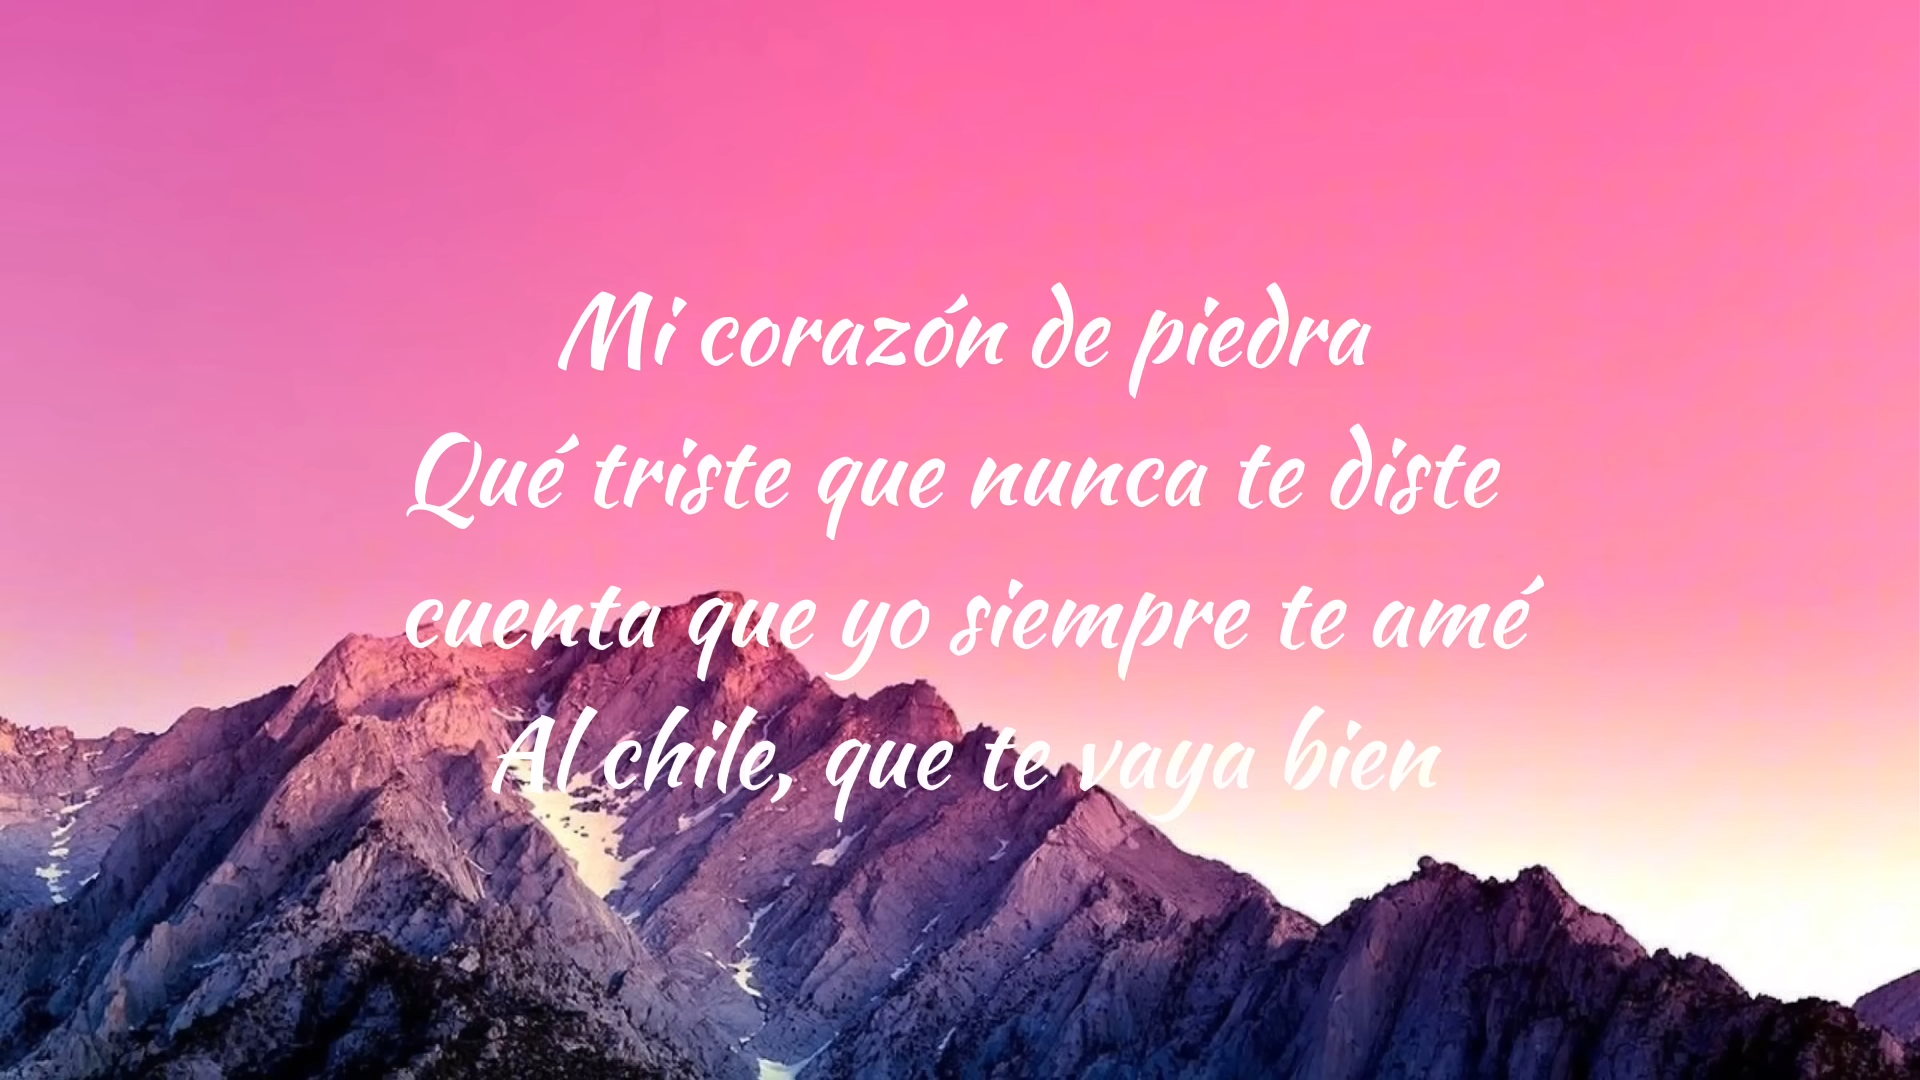 Mi corazón de piedra
Qué triste que nunca te diste
cuenta que yo siempre te amé
Al chile, que te vaya bien